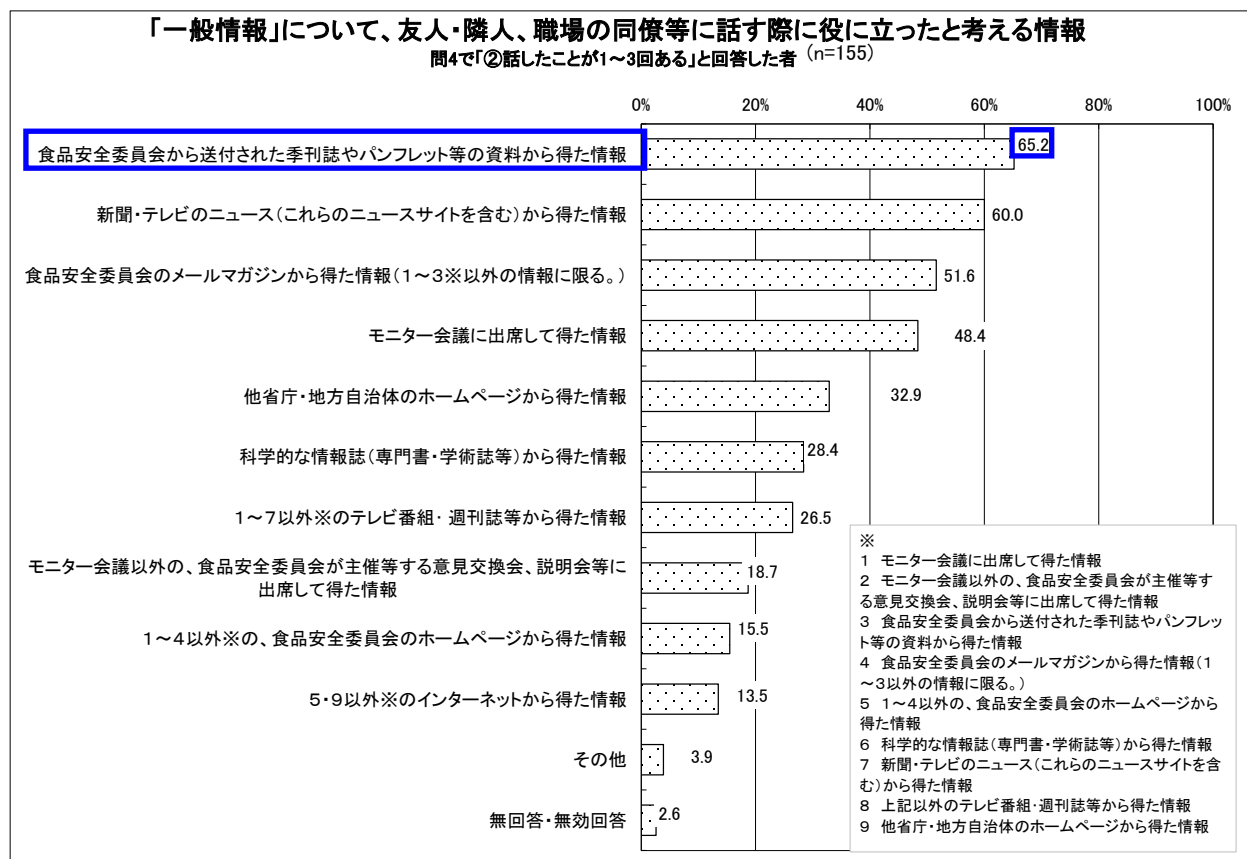 「一般情報」について、友人・隣人、職場の同僚等に話す際に役に立ったと考える情報
問4で「②話したことが1～3回ある」と回答した者 (n=155)
0% 20% 40% 60% 80% 100%
食品安全委員会から送付された季刊誌やパンフレット等の資料から得た情報 65.2
新聞・テレビのニュース(これらのニュースサイトを含む)から得た情報 60.0
食品安全委員会のメールマガジンから得た情報(1～3※以外の情報に限る。) 51.6
モニター会議に出席して得た情報 48.4
他省庁・地方自治体のホームページから得た情報 32.9
科学的な情報誌(専門書・学術誌等)から得た情報 28.4
1～7以外※のテレビ番組・週刊誌等から得た情報 26.5
モニター会議以外の、食品安全委員会が主催等する意見交換会、説明会等に
出席して得た情報 18.7
1～4以外※の、食品安全委員会のホームページから得た情報 15.5
5・9以外※のインターネットから得た情報 13.5
その他 3.9
無回答・無効回答 2.6
※
1 モニター会議に出席して得た情報
2 モニター会議以外の、食品安全委員会が主催等す
る意見交換会、説明会等に出席して得た情報
3 食品安全委員会から送付された季刊誌やパンフレッ
ト等の資料から得た情報
4 食品安全委員会のメールマガジンから得た情報(1
～3以外の情報に限る。)
5 1～4以外の、食品安全委員会のホームページから
得た情報
6 科学的な情報誌(専門書・学術誌等)から得た情報
7 新聞・テレビのニュース(これらのニュースサイトを含
む)から得た情報
8 上記以外のテレビ番組・週刊誌等から得た情報
9 他省庁・地方自治体のホームページから得た情報